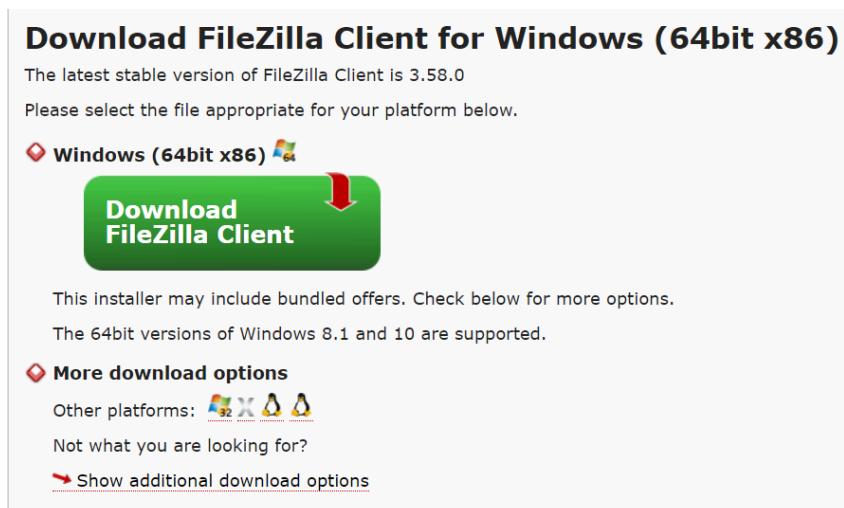 Download FileZilla Client for Windows (64bit x86)
The latest stable version of FileZilla Client is 3.58.0
Please select the file appropriate for your platform below.
Windows (64bit x86) 64
Download
FileZilla Client
This installer may include bundled offers. Check below for more options.
The 64bit versions of Windows 8.1 and 10 are supported.
More download options
Other platforms: 32
Not what you are looking for?
Show additional download options